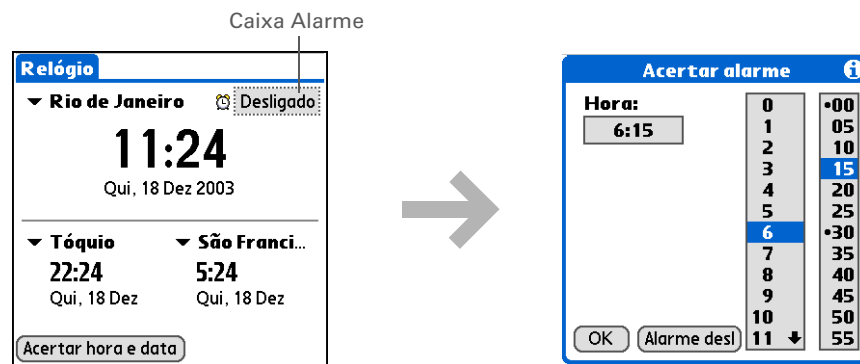 Caixa Alarme
Relógio
Rio de Janeiro Desligado
11:24
Qui, 18 Dez 2003
Tóquio São Franci...
22:24 5:24
Qui, 18 Dez Qui, 18 Dez
Acertar hora e data
Acertar alarme i
Hora:
6:15
0 •00
1 05
2 10
3 15
4 20
5 25
6 •30
7 35
8 40
9 45
10 50
11 55
OK Alarme desl